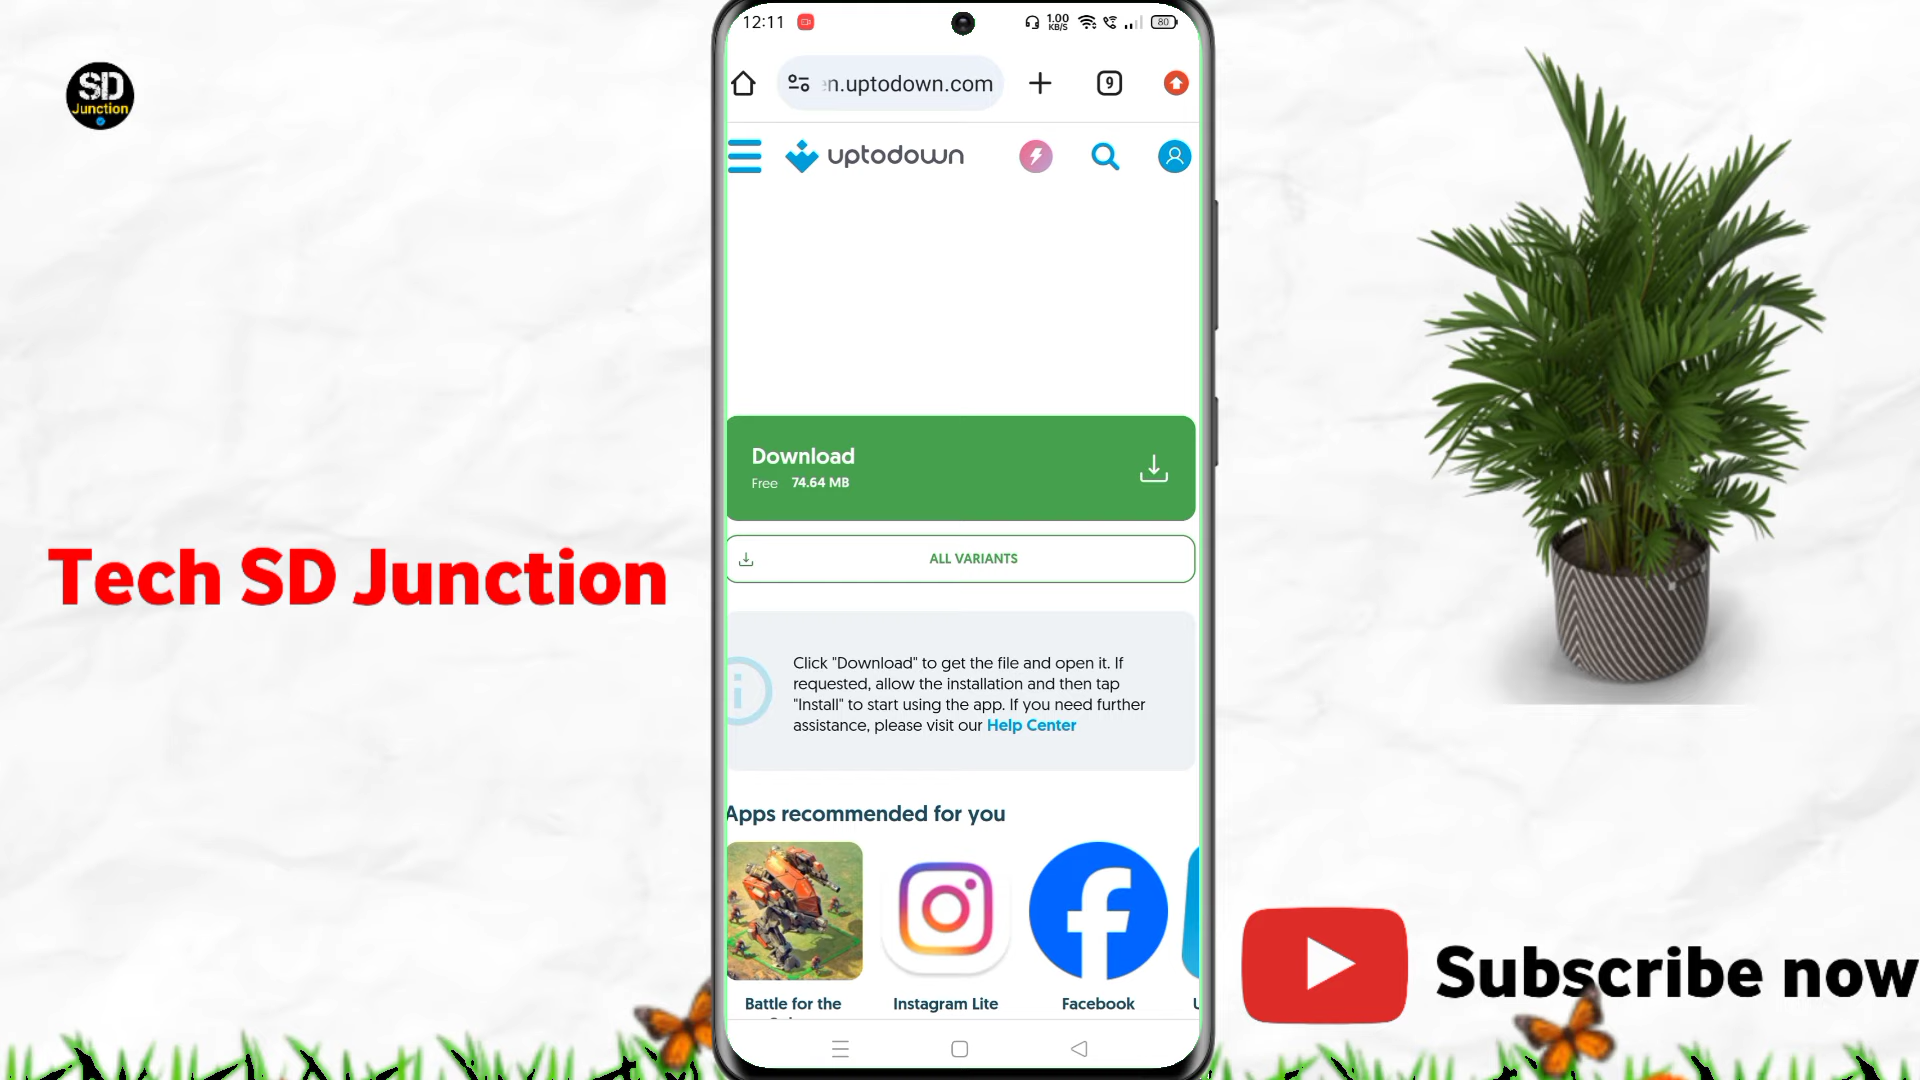 12:11
1.00
KB/S
80
SD
Junction
n.uptodown.com
9
uptodown
Download
Free 74.64 MB
ALL VARIANTS
Tech SD Junction
Click "Download" to get the file and open it. If
requested, allow the installation and then tap
"Install" to start using the app. If you need further
assistance, please visit our Help Center
Apps recommended for you
Battle for the
Instagram Lite
Facebook
Subscribe now